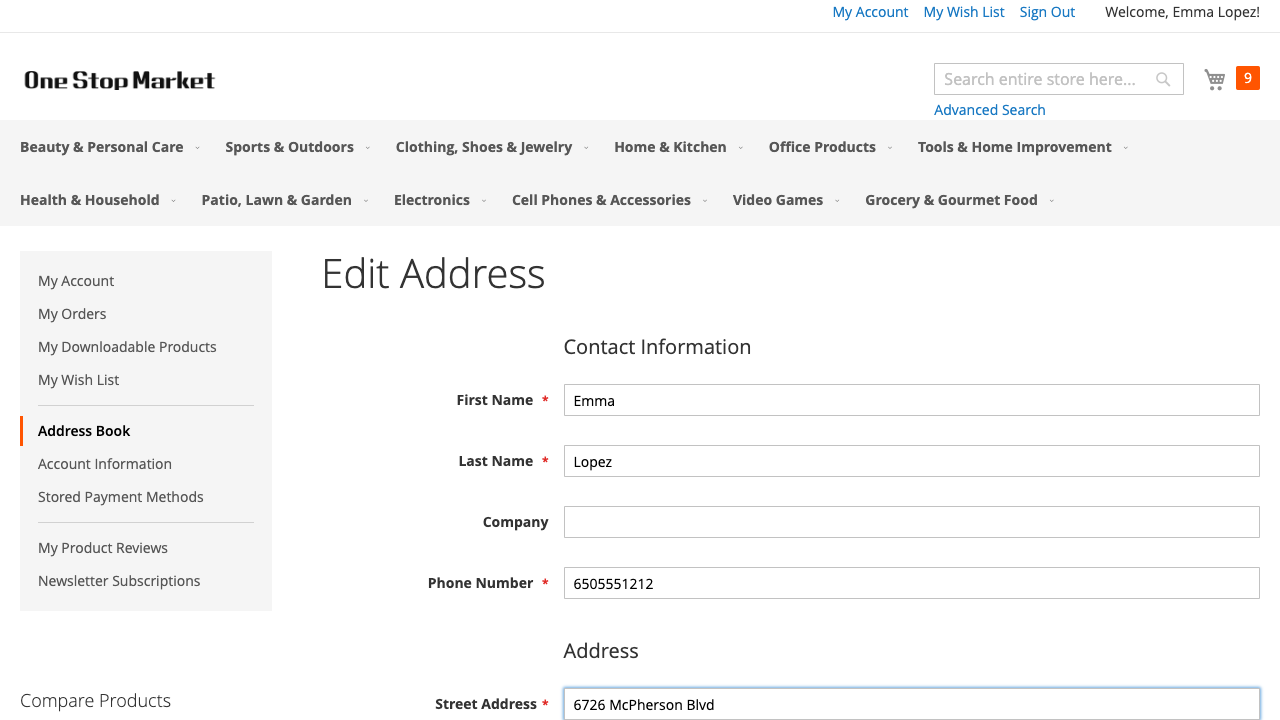 My Account My Wish List Sign Out Welcome, Emma Lopez!
One Stop Market
Search entire store here...
9
Advanced Search
Beauty & Personal Care Sports & Outdoors Clothing, Shoes & Jewelry Home & Kitchen Office Products Tools & Home Improvement
Health & Household Patio, Lawn & Garden Electronics Cell Phones & Accessories Video Games Grocery & Gourmet Food
My Account
My Orders
My Downloadable Products
My Wish List
Address Book
Account Information
Stored Payment Methods
My Product Reviews
Newsletter Subscriptions
Compare Products
Edit Address
Contact Information
First Name * Emma
Last Name * Lopez
Company
Phone Number * 6505551212
Address
Street Address * 6726 McPherson Blvd